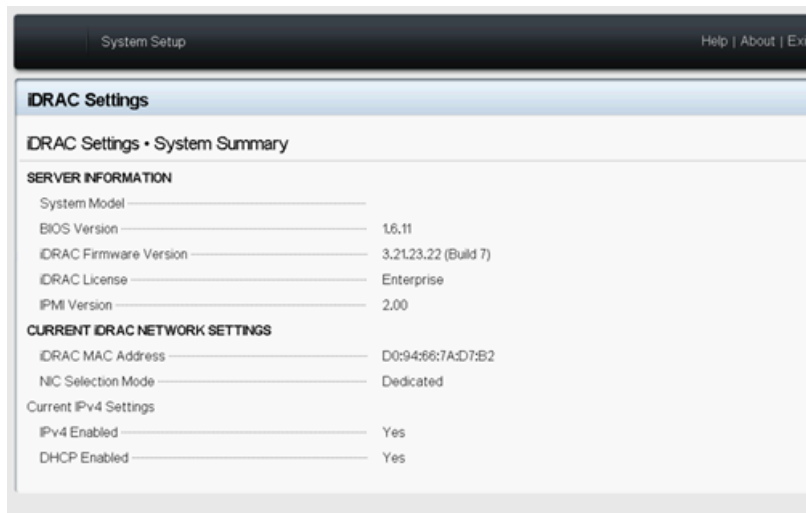 System Setup
Help | About | Exi
iDRAC Settings
iDRAC Settings • System Summary
SERVER INFORMATION
System Model
BIOS Version 1.6.11
iDRAC Firmware Version 3.21.23.22 (Build 7)
iDRAC License Enterprise
IPMI Version 2.00
CURRENT iDRAC NETWORK SETTINGS
iDRAC MAC Address D0:94:66:7A:D7:B2
NIC Selection Mode Dedicated
Current IPv4 Settings
IPv4 Enabled Yes
DHCP Enabled Yes